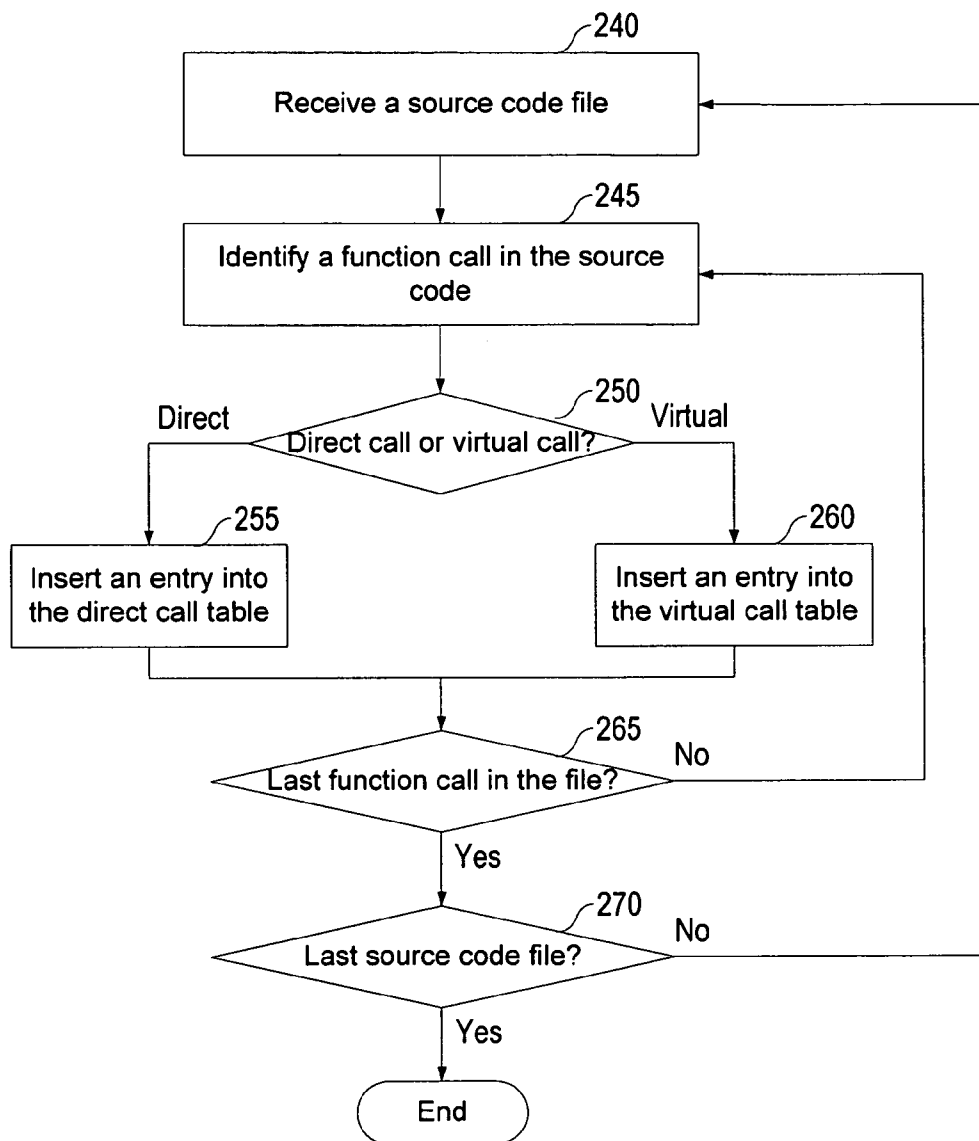 240
Receive a source code file
245
Identify a function call in the source
code
250
Direct
Virtual
Direct call or virtual call?
255
260
Insert an entry into
the direct call table
Insert an entry into
the virtual call table
265
No
Last function call in the file?
Yes
270
No
Last source code file?
Yes
End